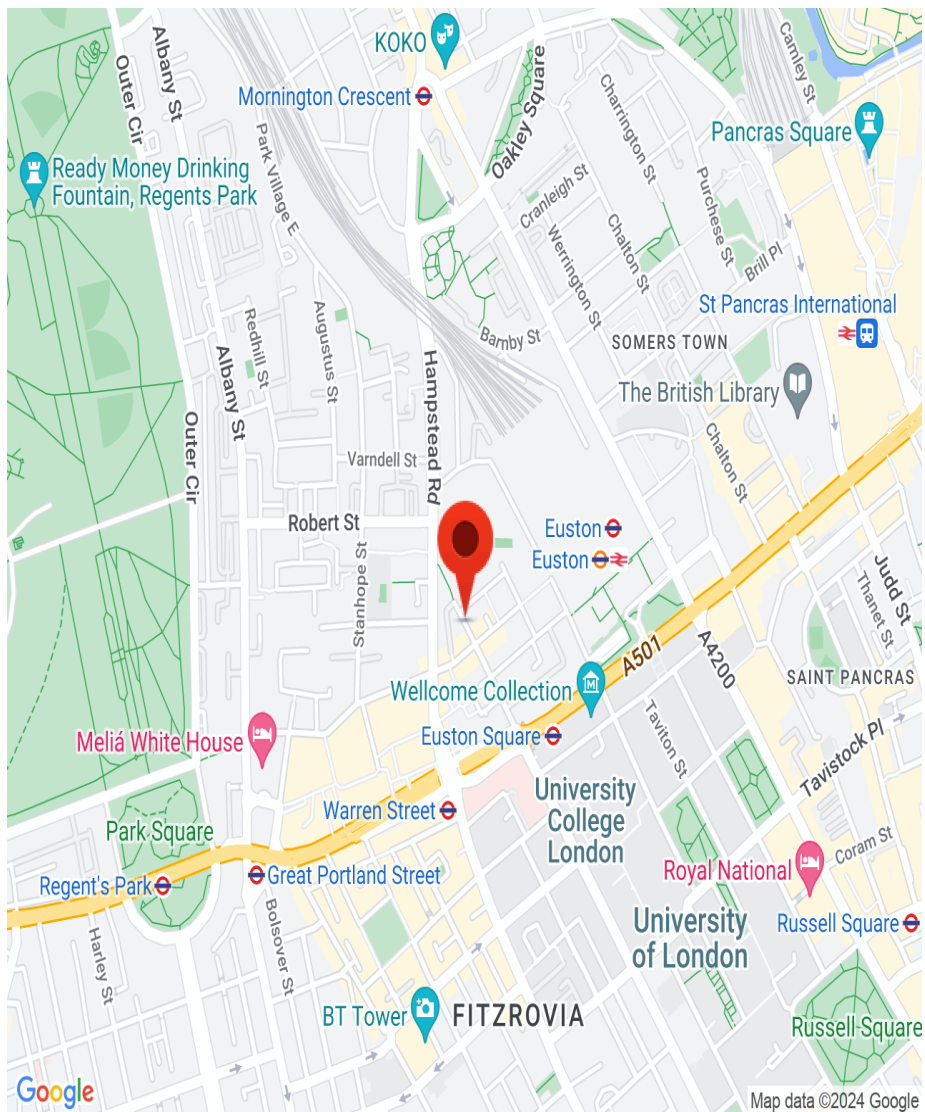 KOKO
Albany St
Outer Cir
Camley St
Mornington Crescent
Oakley Square
Charrington St
Pancras Square
Park Village E
Ready Money Drinking
Fountain, Regents Park
Cranleigh St
Purchese St
Chalton St
Werrington St
Brill Pl
St Pancras International
Augustus St
Redhill St
Barnby St
SOMERS TOWN
Albany St
Hampstead Rd
The British Library
Outer Cir
Chalton St
Varndell St
Robert St
Euston
Euston
Stanhope St
Judd St
Thanet St
A501
A4200
SAINT PANCRAS
Wellcome Collection
Taviton St
Meliá White House
Euston Square
Tavistock Pl
University
College
London
Warren Street
Park Square
Coram St
Royal National
Regent's Park
Great Portland Street
Bolsover St
Harley St
University
of London
Russell Square
BT Tower
FITZROVIA
Russell Square
Google
Map data ©2024 Google